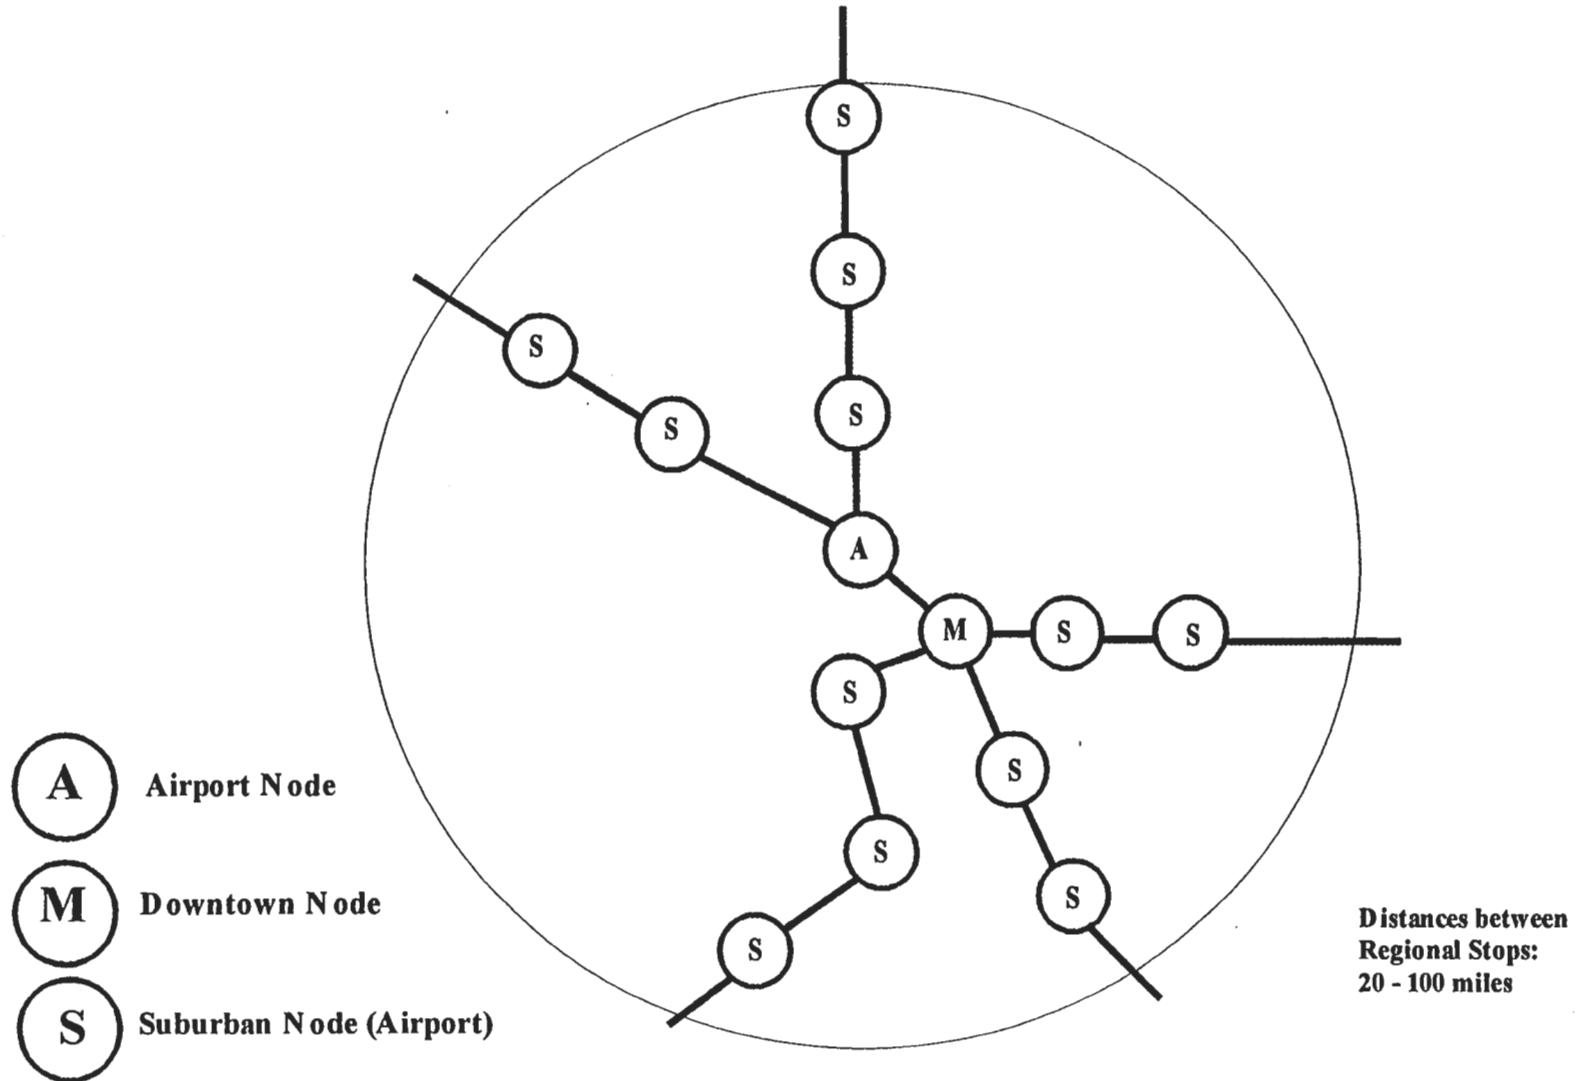 S
S
S
S
S
A
M
S
S
S
S
S
S
S
A Airport Node
M Downtown Node
S Suburban Node (Airport)
Distances between
Regional Stops:
20 - 100 miles